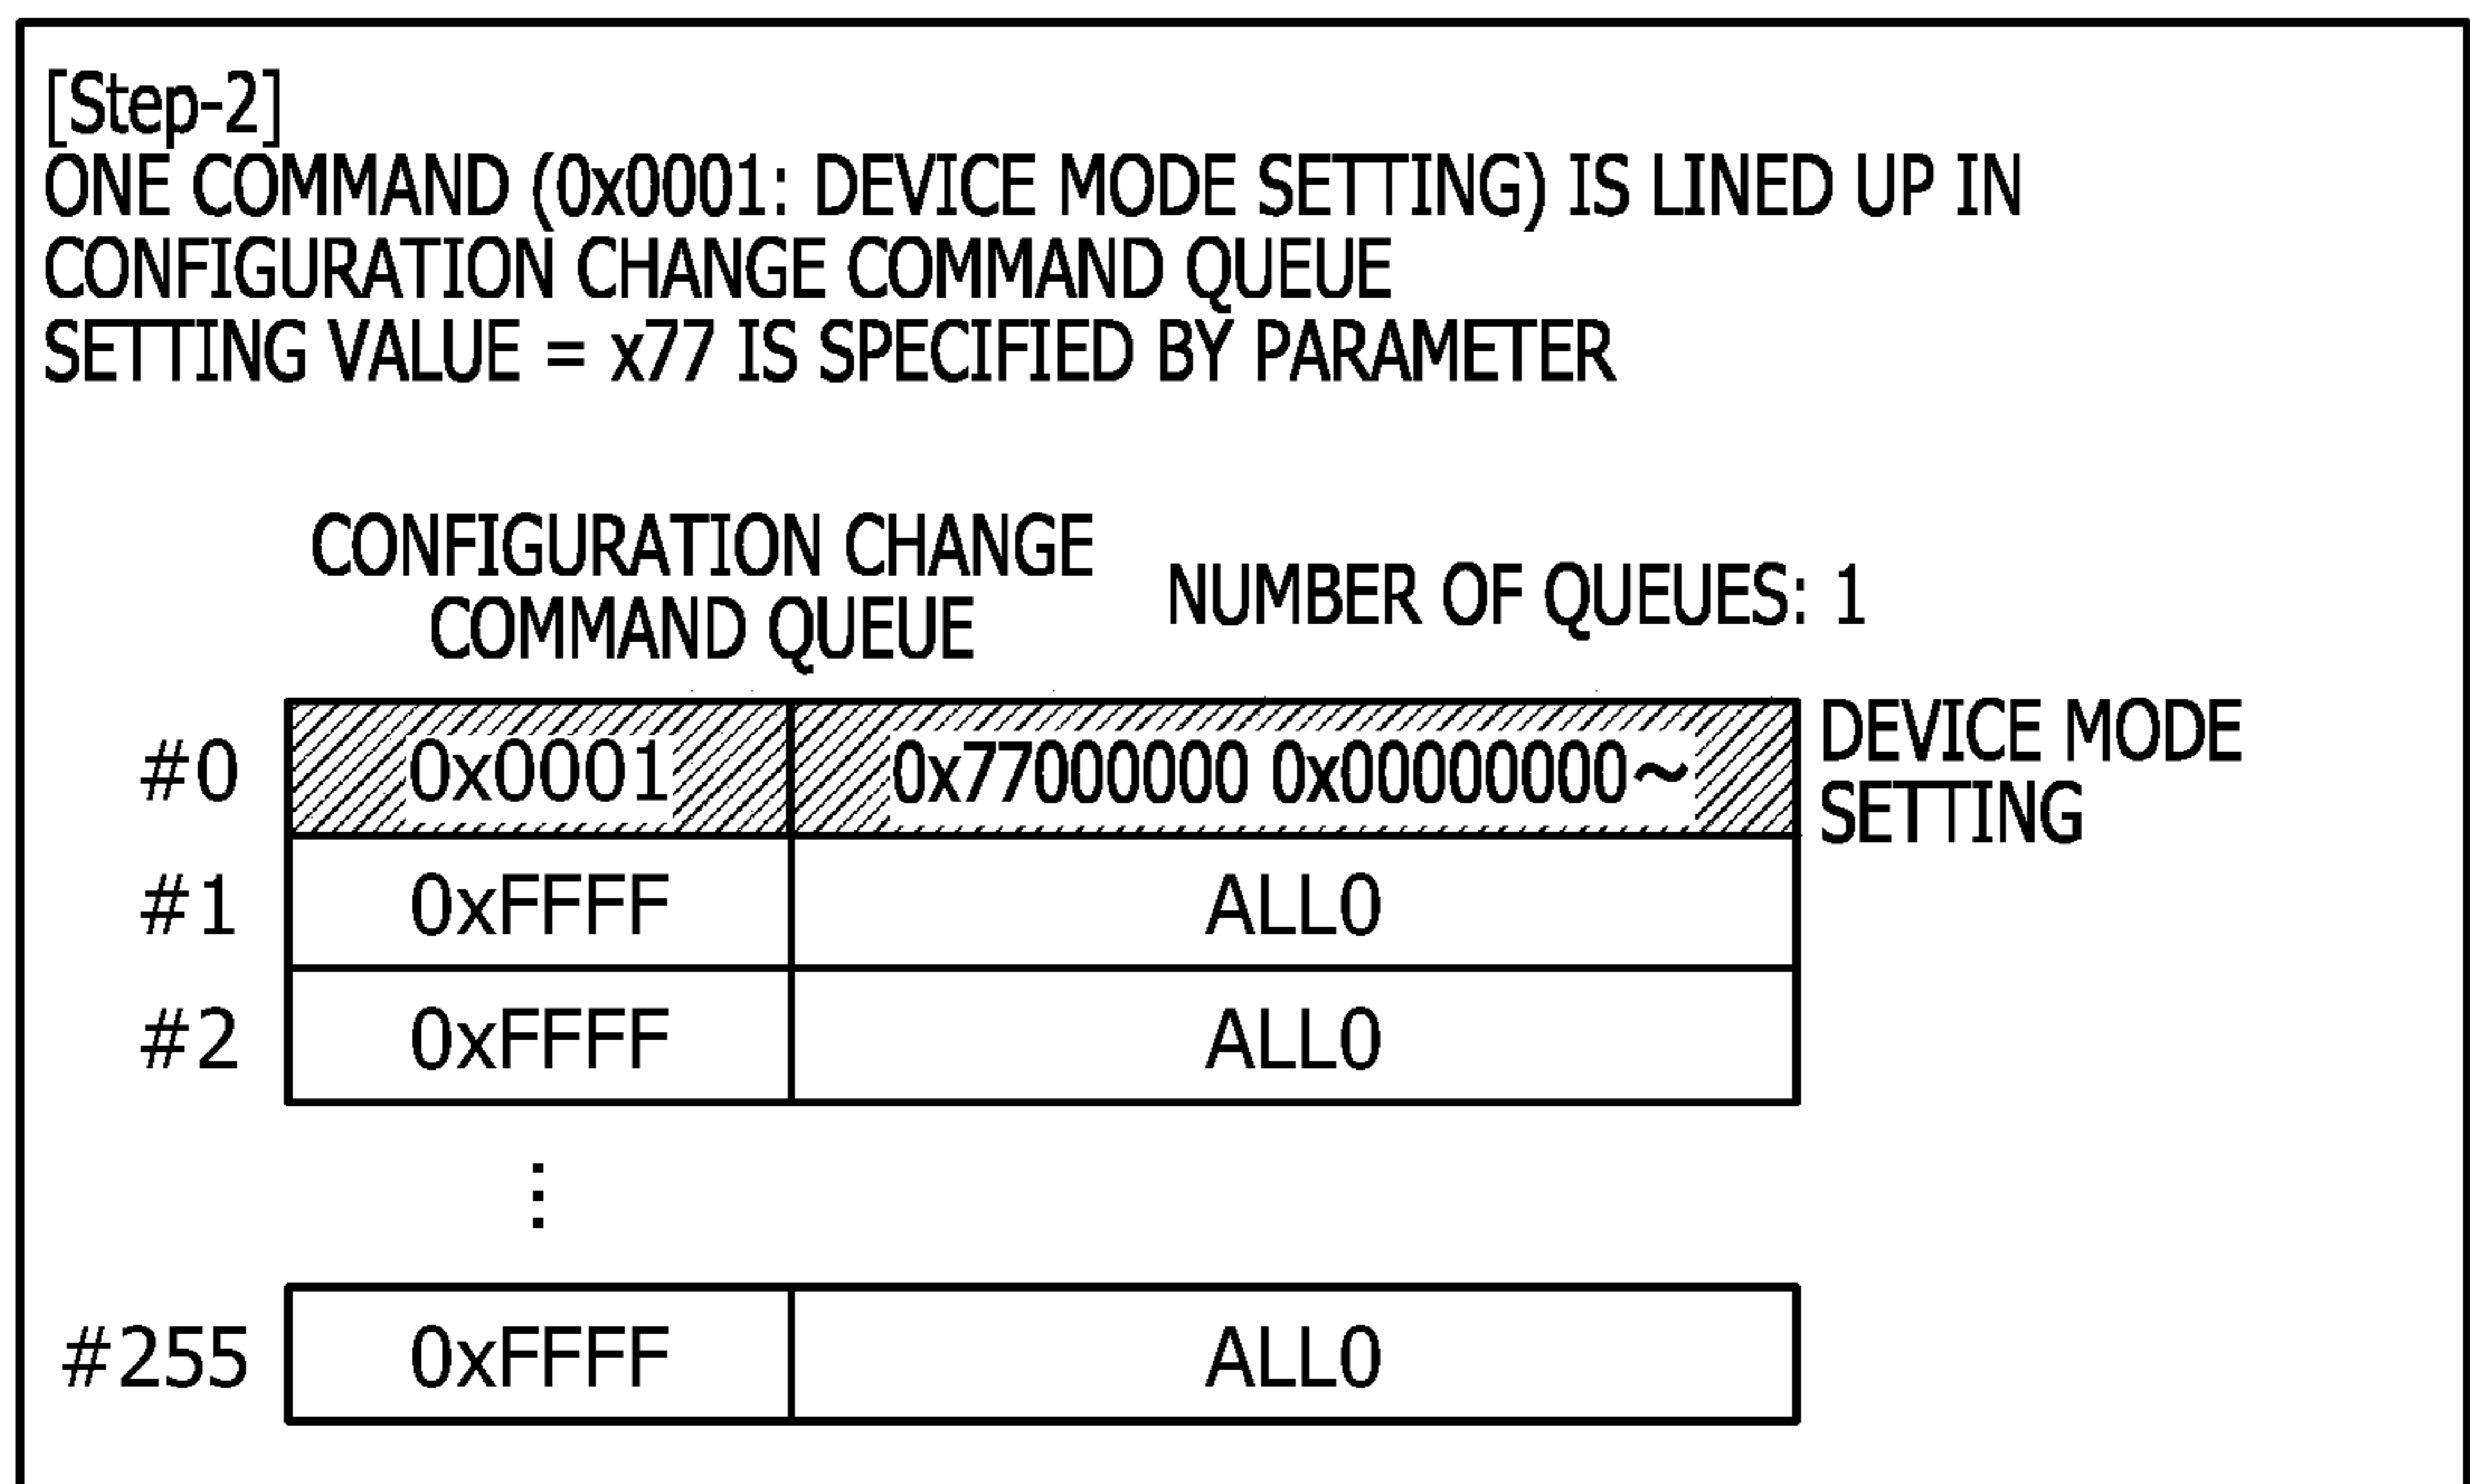 [Step-2]
ONE COMMAND (0x0001: DEVICE MODE SETTING) IS LINED UP IN
CONFIGURATION CHANGE COMMAND QUEUE
SETTING VALUE = x77 IS SPECIFIED BY PARAMETER
CONFIGURATION CHANGE
COMMAND QUEUE
NUMBER OF QUEUES: 1
#0 0x0001 0x77000000 0x00000000~
DEVICE MODE
SETTING
#1 0xFFFF ALL0
#2 0xFFFF ALL0
#255 0xFFFF ALL0